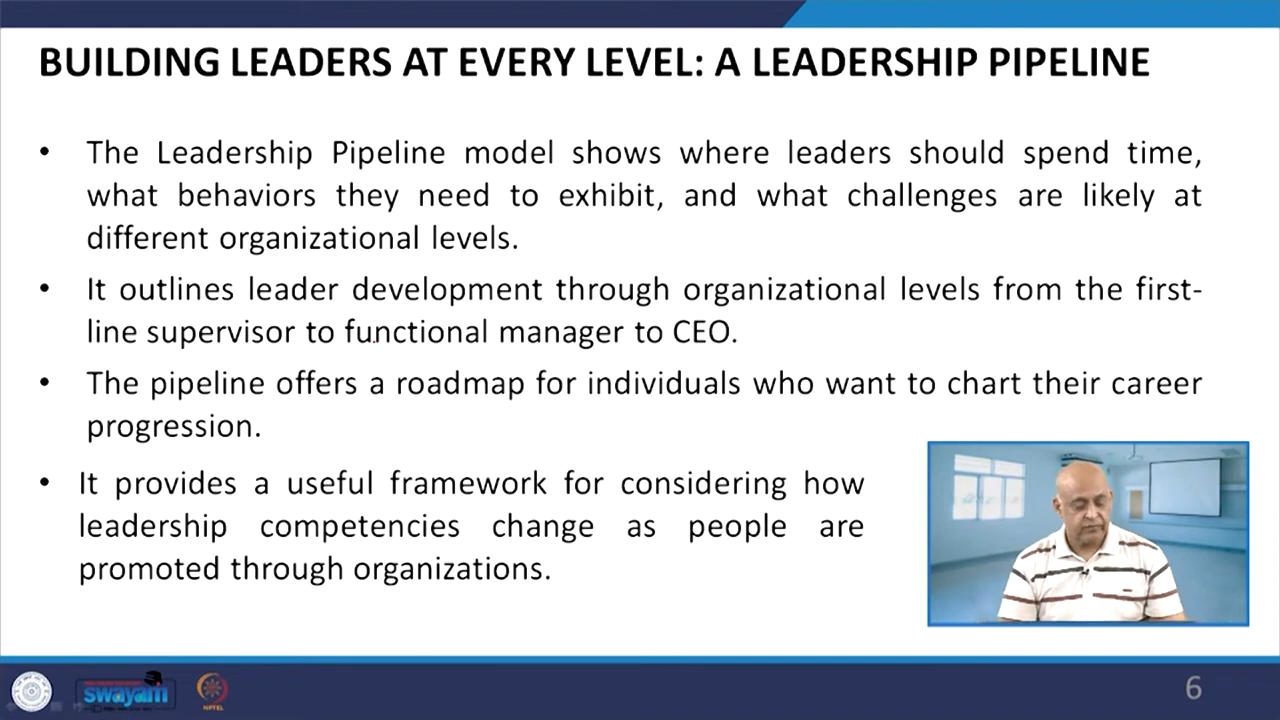 BUILDING LEADERS AT EVERY LEVEL: A LEADERSHIP PIPELINE
• The Leadership Pipeline model shows where leaders should spend time,
what behaviors they need to exhibit, and what challenges are likely at
different organizational levels.
• It outlines leader development through organizational levels from the first-
line supervisor to functional manager to CEO.
• The pipeline offers a roadmap for individuals who want to chart their career
progression.
• It provides a useful framework for considering how
leadership competencies change as people are
promoted through organizations.
swayam
NPTEL
6